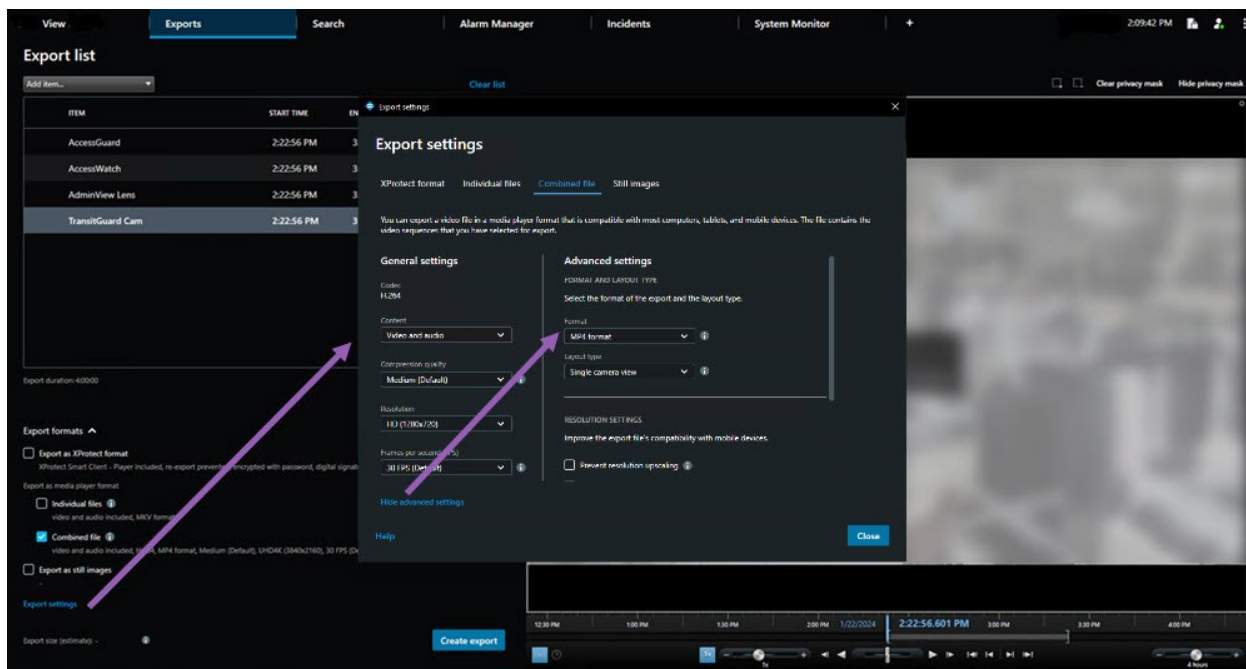 View
Exports
Search
Alarm Manager
Incidents
System Monitor
+
2:09:42 PM
Export list
Add item...
Clear list
Clear privacy mask
Hide privacy mask
ITEM
START TIME
EN
AccessGuard
2:22:56 PM
3
AccessWatch
2:22:56 PM
3
AdminView Lens
2:22:56 PM
3
TransitGuard Cam
2:22:56 PM
3
Export duration: 4:00:00
Export formats
Export as XProtect format
XProtect Smart Client - Player included, re-export prevented, encrypted with password, digital signat
Export as media player format
Individual files
video and audio included, MKV format
Combined file
video and audio included, MP4 format, Medium (Default), UHD4K (3840x2160), 30 FPS (De
Export as still images
-
Export settings
Export size (estimate): -
Create export
Export settings
Export settings
XProtect format
Individual files
Combined file
Still images
You can export a video file in a media player format that is compatible with most computers, tablets, and mobile devices. The file contains the
video sequences that you have selected for export.
General settings
Codec
H.264
Content
Video and audio
Compression quality
Medium (Default)
Resolution
HD (1280x720)
Frames per second (FPS)
30 FPS (Default)
Hide advanced settings
Help
Advanced settings
FORMAT AND LAYOUT TYPE
Select the format of the export and the layout type.
Format
MP4 format
Layout type
Single camera view
RESOLUTION SETTINGS
Improve the export file's compatibility with mobile devices.
Prevent resolution upscaling
Close
12:30 PM
1:00 PM
1:30 PM
2:00 PM
1/22/2024
2:22:56.601 PM
3:00 PM
3:30 PM
4:00 PM
1x
1x
4 hours